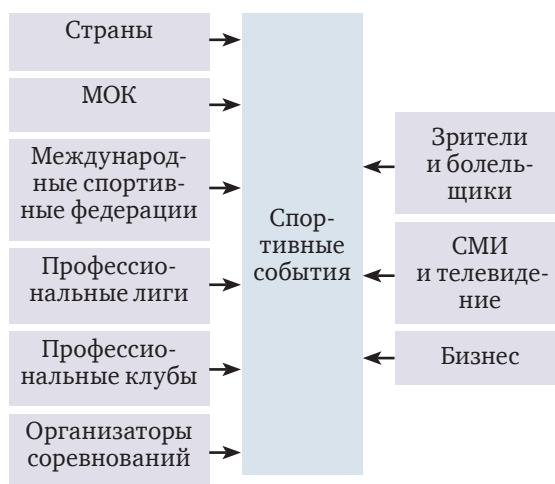 Страны
МОК
Международ-
ные спортив-
ные федерации
Профессио-
нальные лиги
Профессио-
нальные клубы
Организаторы
соревнований
Спор-
тивные
события
Зрители
и болель-
щики
СМИ
и телевиде-
ние
Бизнес